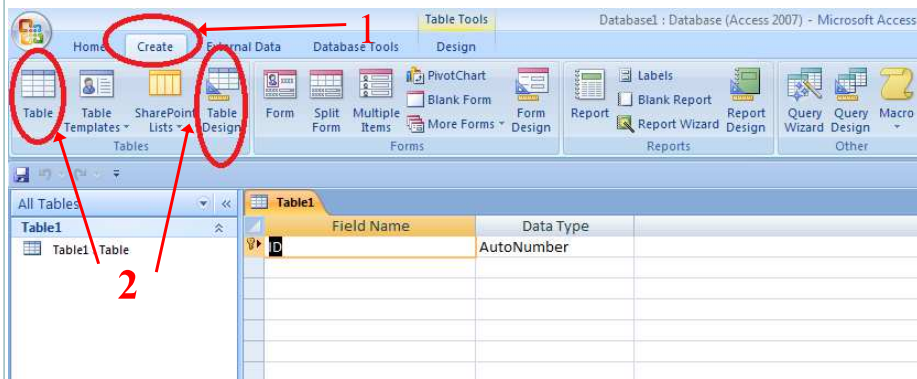 Table Tools
Database1 : Database (Access 2007) - Microsoft Access
1
Home Create External Data Database Tools Design
Table
Table Templates
SharePoint Lists
Table Design
Tables
Form
Split Form
Multiple Items
PivotChart
Blank Form
More Forms
Form Design
Forms
Report
Labels
Blank Report
Report Wizard
Report Design
Reports
Query Wizard
Query Design
Macro
Other
All Tables
Table1
Table1 : Table
2
Table1
Field Name Data Type
ID AutoNumber